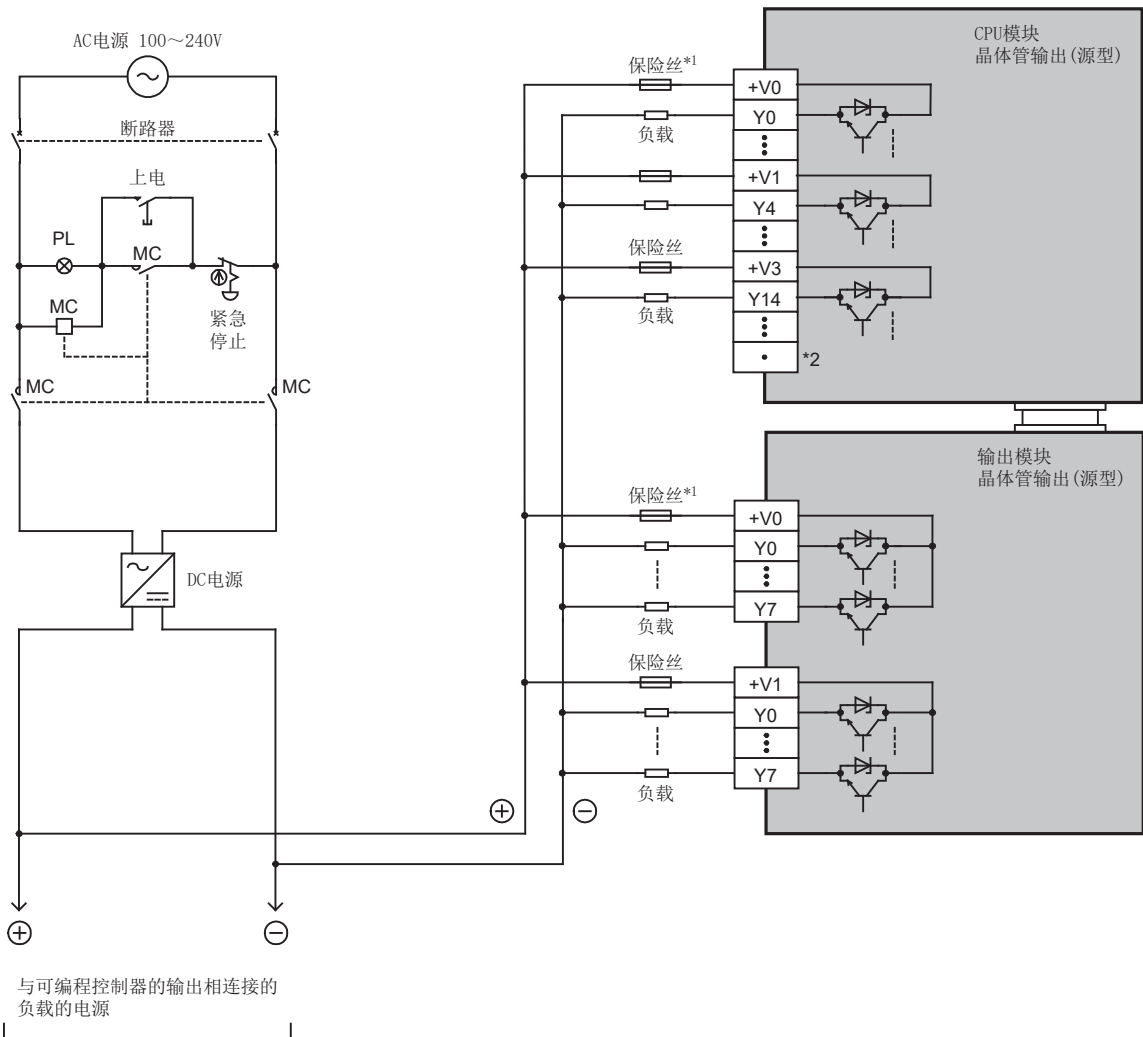 AC电源 100～240V
断路器
上电
PL
MC
MC
紧急
停止
MC
MC
DC电源
与可编程控制器的输出相连接的
负载的电源
CPU模块
晶体管输出(源型)
保险丝*1
+V0
Y0
负载
+V1
Y4
保险丝
+V3
Y14
负载
*2
输出模块
晶体管输出(源型)
保险丝*1
+V0
Y0
Y7
负载
保险丝
+V1
Y0
Y7
负载